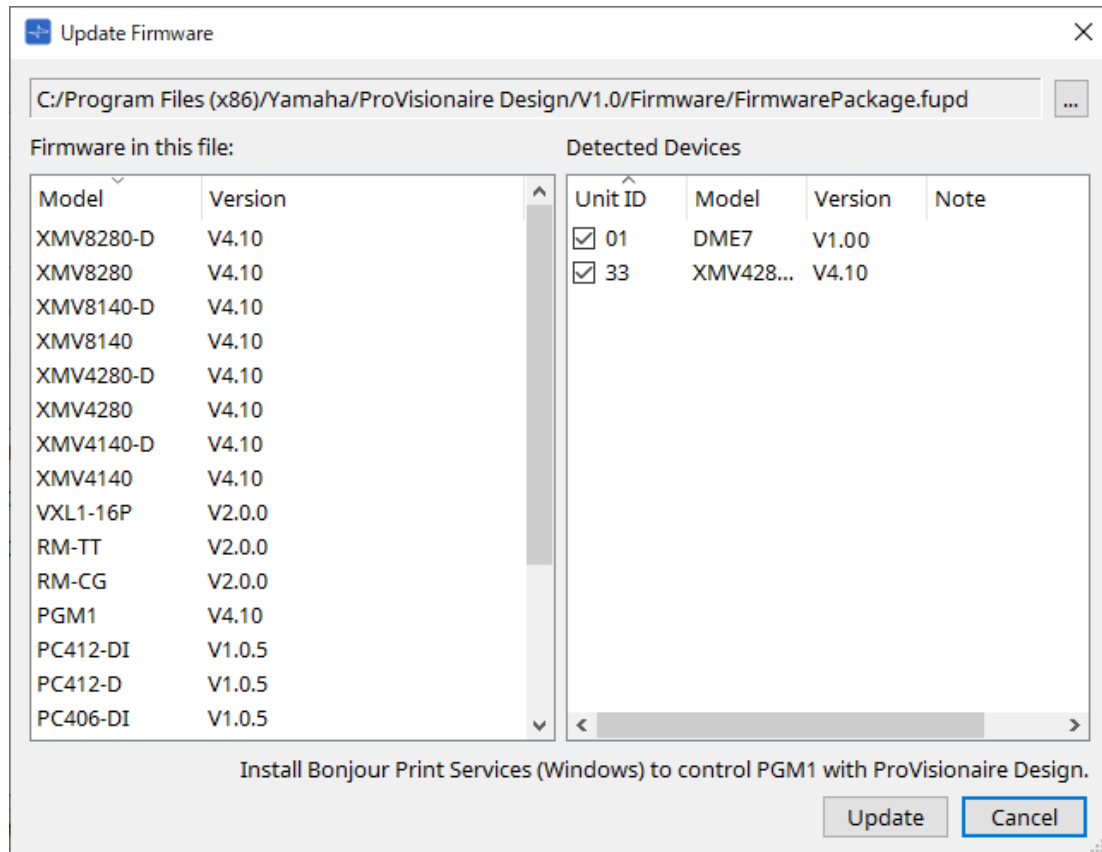 Update Firmware
C:/Program Files (x86)/Yamaha/ProVisionaire Design/V1.0/Firmware/FirmwarePackage.fupd ...
Firmware in this file:
Model Version
XMV8280-D V4.10
XMV8280 V4.10
XMV8140-D V4.10
XMV8140 V4.10
XMV4280-D V4.10
XMV4280 V4.10
XMV4140-D V4.10
XMV4140 V4.10
VXL1-16P V2.0.0
RM-TT V2.0.0
RM-CG V2.0.0
PGM1 V4.10
PC412-DI V1.0.5
PC412-D V1.0.5
PC406-DI V1.0.5
Detected Devices
Unit ID Model Version Note
01 DME7 V1.00
33 XMV428... V4.10
Install Bonjour Print Services (Windows) to control PGM1 with ProVisionaire Design.
Update Cancel